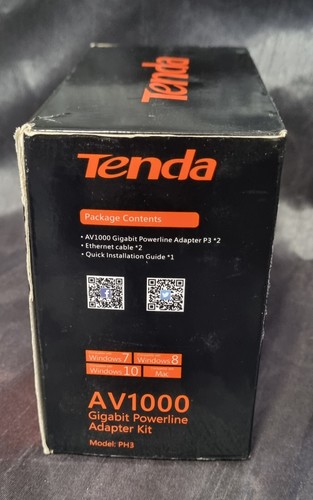 Tenda
Tenda
Package Contents
• AV1000 Gigabit Powerline Adapter P3 *2
• Ethernet cable *2
• Quick Installation Guide *1
Windows 7
Windows 8
Windows 10
Mac
AV1000
Gigabit Powerline
Adapter Kit
Model: PH3